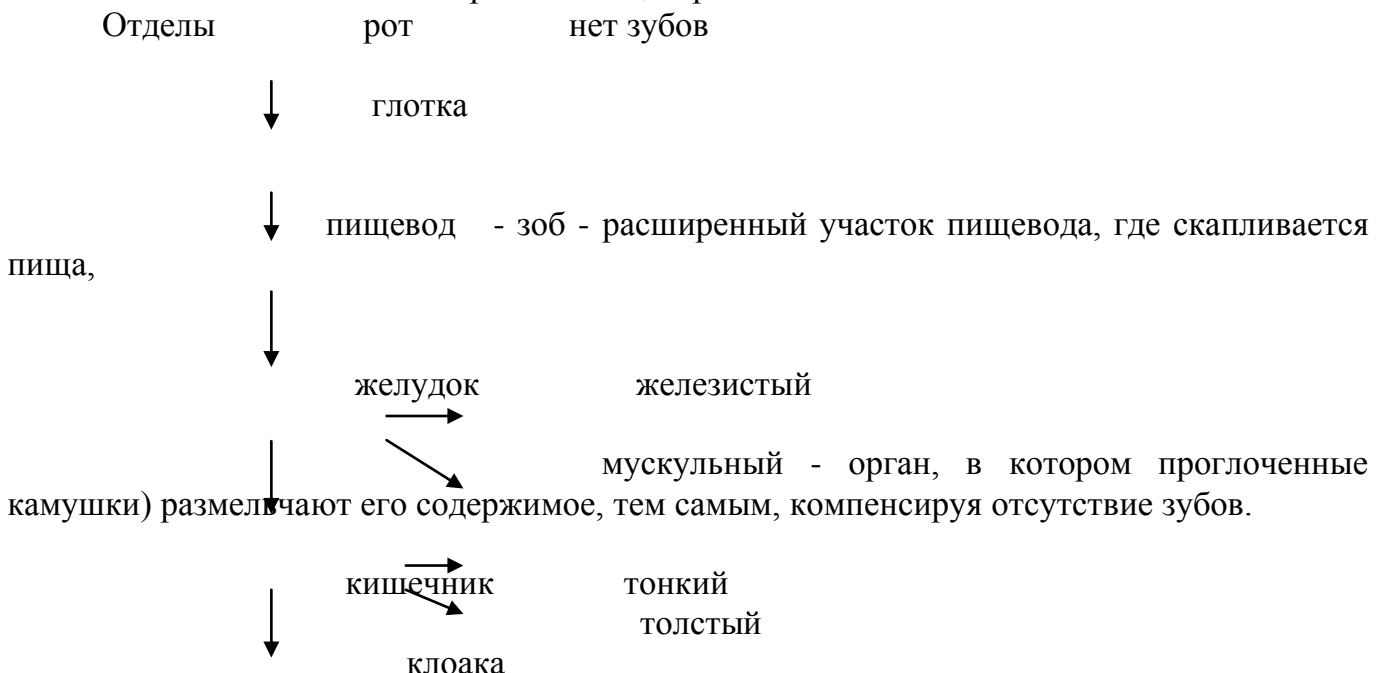 Отделы рот нет зубов
глотка
пищевод - зоб - расширенный участок пищевода, где скапливается
пища,
желудок железистый
мускульный - орган, в котором проглоченные
камушки) размельчают его содержимое, тем самым, компенсируя отсутствие зубов.
кишечник тонкий
толстый
клоака